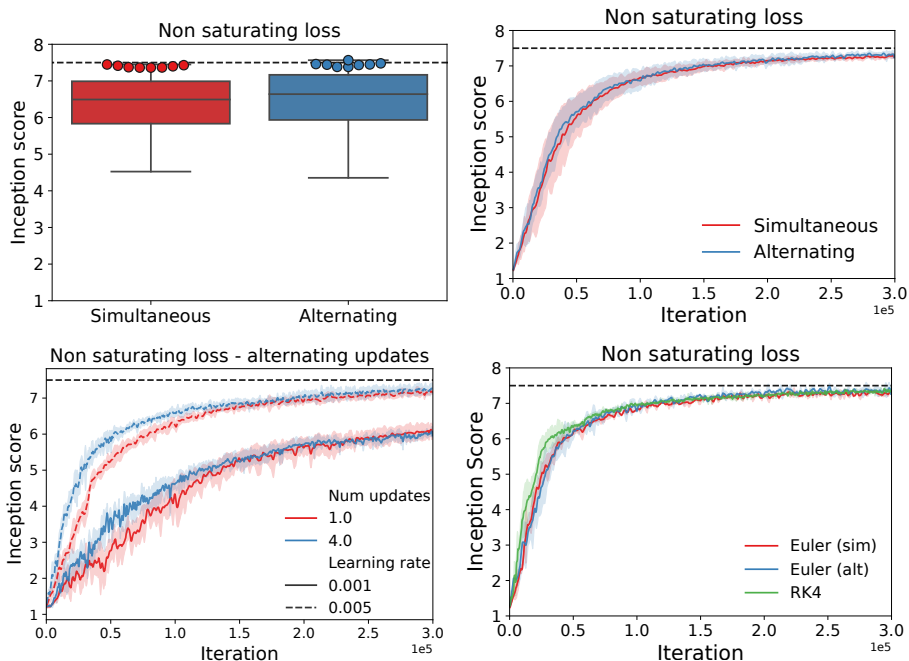 Non saturating loss
Inception score
8
7
6
5
4
3
2
1
Simultaneous
Alternating
Non saturating loss
Inception score
8
7
6
5
4
3
2
1
Simultaneous
Alternating
0.0
0.5
1.0
1.5
2.0
2.5
3.0
1e5
Iteration
Non saturating loss - alternating updates
Inception score
7
6
5
4
3
2
1
Num updates
1.0
4.0
Learning rate
0.001
0.005
0.0
0.5
1.0
1.5
2.0
2.5
3.0
1e5
Iteration
Non saturating loss
Inception Score
8
7
6
5
4
3
2
1
Euler (sim)
Euler (alt)
RK4
0.0
0.5
1.0
1.5
2.0
2.5
3.0
1e5
Iteration